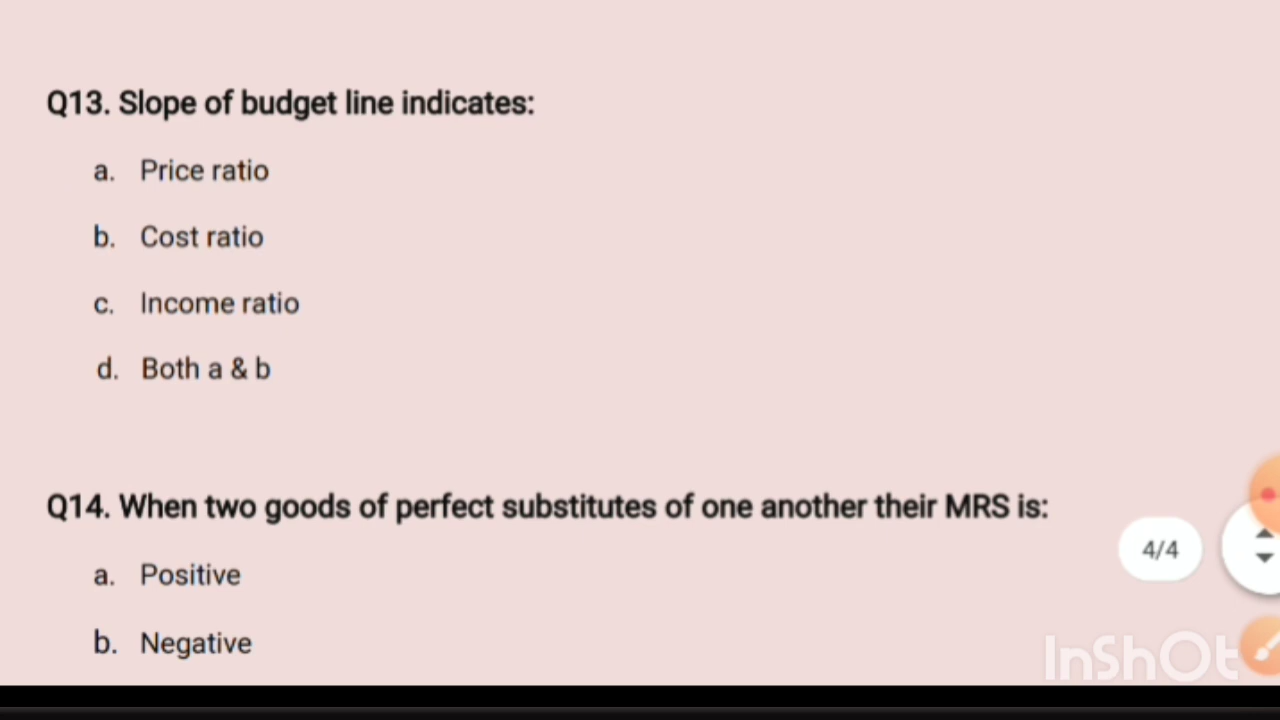 Q13. Slope of budget line indicates:
a. Price ratio
b. Cost ratio
c. Income ratio
d. Both a & b
Q14. When two goods of perfect substitutes of one another their MRS is:
4/4
a. Positive
b. Negative
InShOt